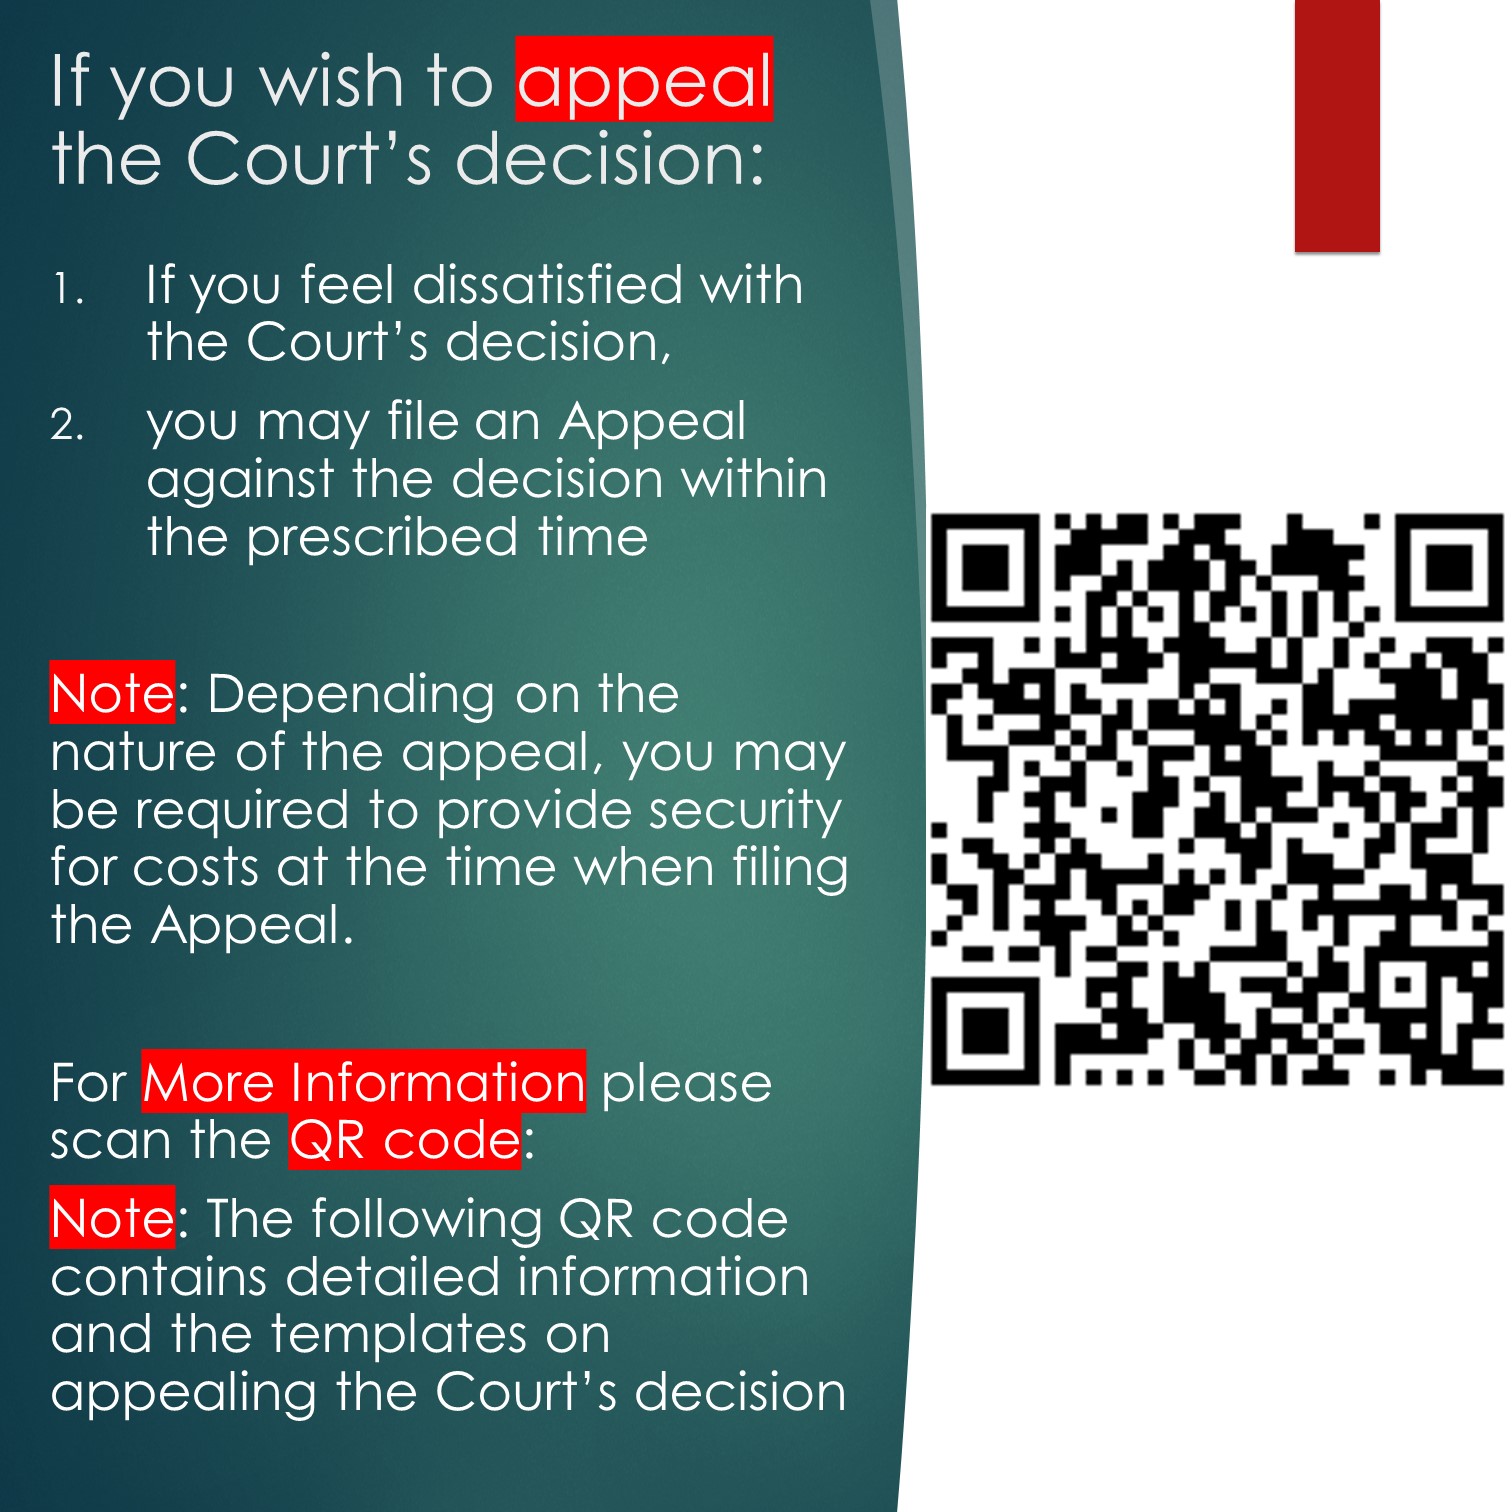 If you wish to appeal
the Court’s decision:
1. If you feel dissatisfied with
the Court’s decision,
2. you may file an Appeal
against the decision within
the prescribed time
Note: Depending on the
nature of the appeal, you may
be required to provide security
for costs at the time when filing
the Appeal.
For More Information please
scan the QR code:
Note: The following QR code
contains detailed information
and the templates on
appealing the Court’s decision